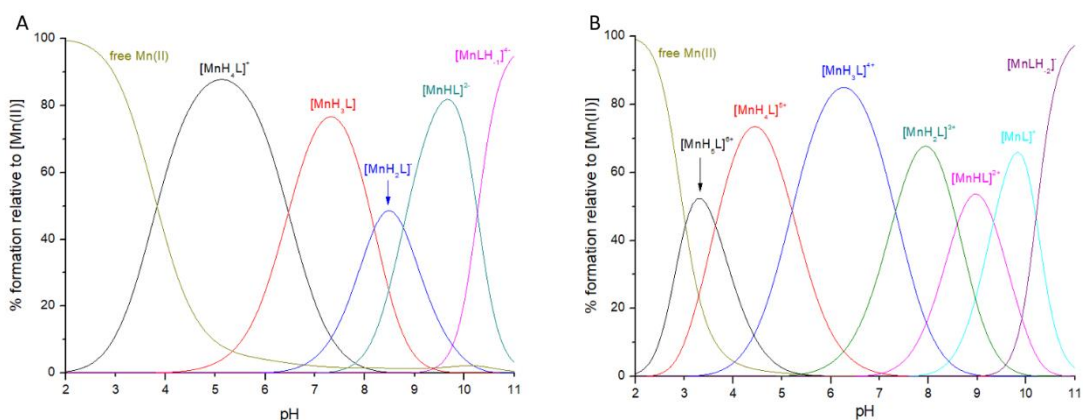 A
% formation relative to [Mn(II)]
100
80
60
40
20
0
free Mn(II)
[MnH₄L]⁺
[MnH₃L]
[MnH₂L]⁻
[MnHL]²⁻
[MnLH₋₁]⁴⁻
2 3 4 5 6 7 8 9 10 11
pH
B
% formation relative to [Mn(II)]
100
80
60
40
20
0
free Mn(II)
[MnH₅L]⁶⁺
[MnH₄L]⁵⁺
[MnH₃L]⁴⁺
[MnH₂L]³⁺
[MnHL]²⁺
[MnL]⁺
[MnLH₋₂]⁻
2 3 4 5 6 7 8 9 10 11
pH